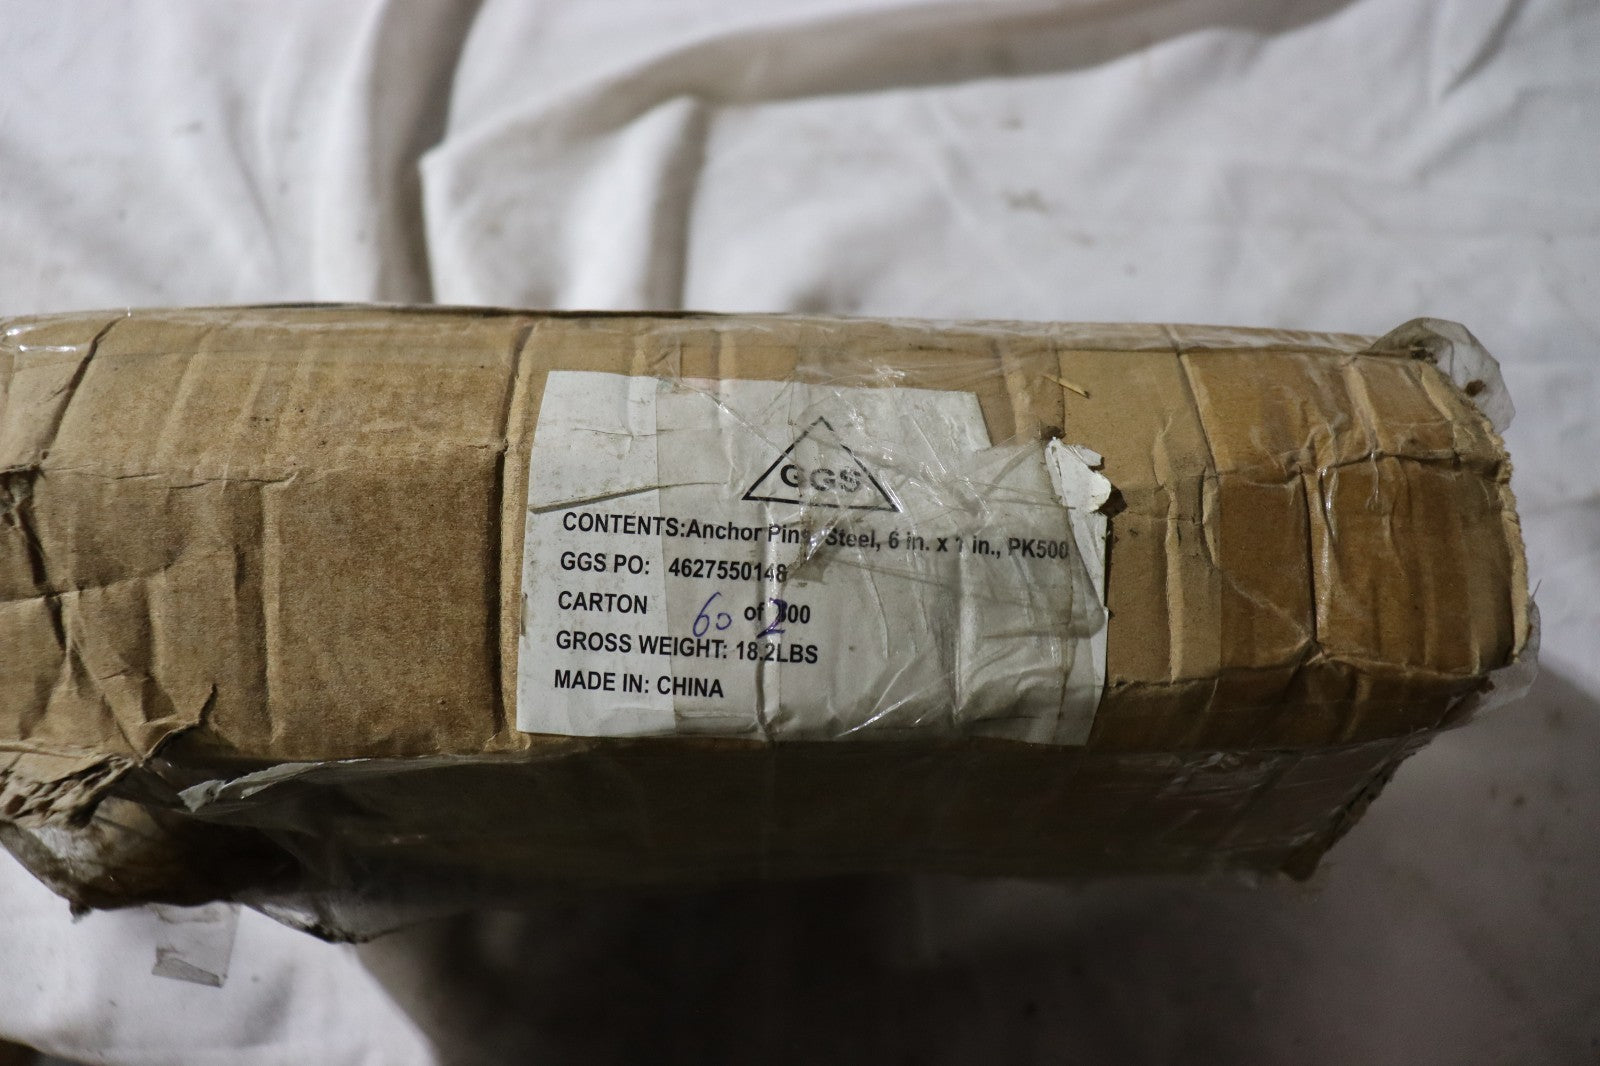 GGS
CONTENTS:Anchor Pins, Steel, 6 in. x 1 in., PK500
GGS PO: 4627550148
CARTON 60 of 200
GROSS WEIGHT: 18.2LBS
MADE IN: CHINA